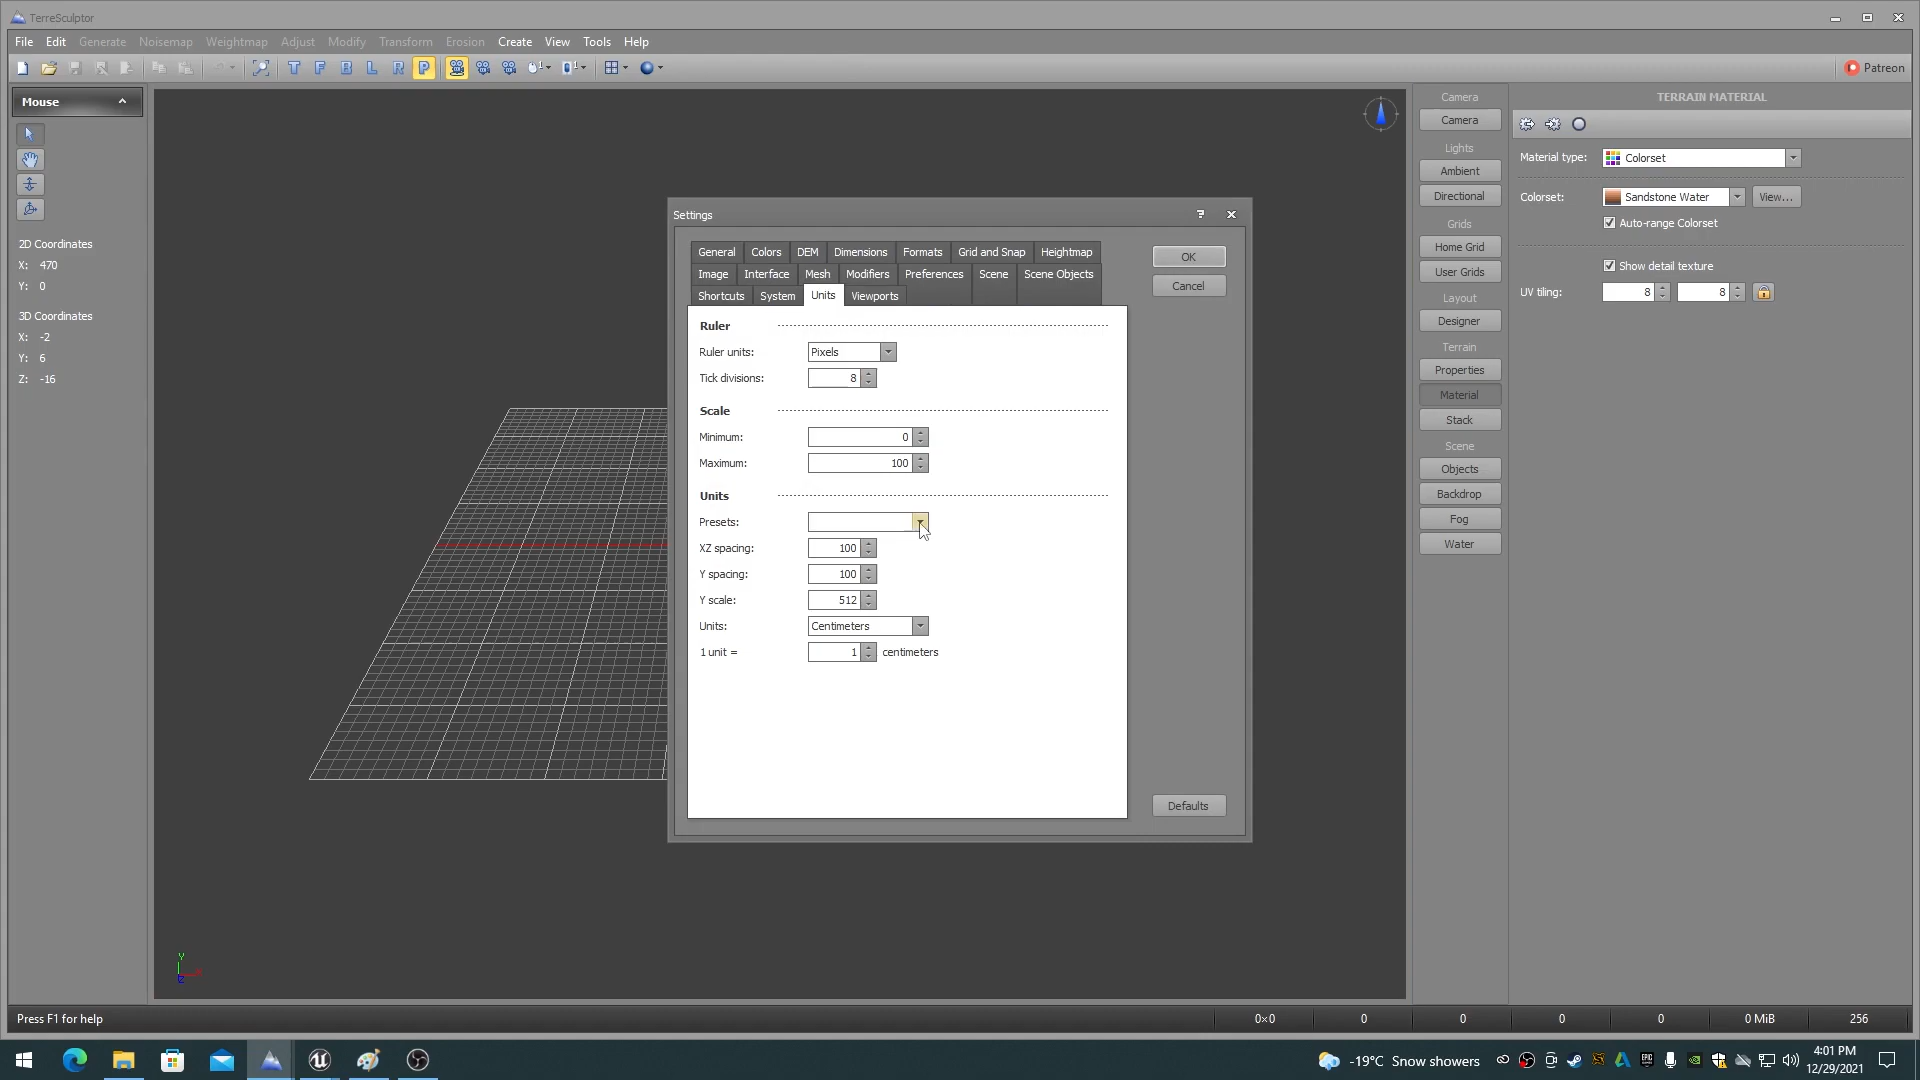 TerreSculptor
File Edit Generate Noisemap Weightmap Adjust Modify Transform Erosion Create View Tools Help
T F B L R P 1 1 Patreon
Mouse
2D Coordinates
X: 470
Y: 0
3D Coordinates
X: -2
Y: 6
Z: -16
Settings
General Colors DEM Dimensions Formats Grid and Snap Heightmap
Image Interface Mesh Modifiers Preferences Scene Scene Objects
Shortcuts System Units Viewports
Ruler
Ruler units: Pixels
Tick divisions: 8
Scale
Minimum: 0
Maximum: 100
Units
Presets:
XZ spacing: 100
Y spacing: 100
Y scale: 512
Units: Centimeters
1 unit = 1 centimeters
OK
Cancel
Defaults
Y
Camera
Camera
Lights
Ambient
Directional
Grids
Home Grid
User Grids
Layout
Designer
Terrain
Properties
Material
Stack
Scene
Objects
Backdrop
Fog
Water
TERRAIN MATERIAL
Material type: Colorset
Colorset: Sandstone Water View...
Auto-range Colorset
Show detail texture
UV tiling: 8 8
Press F1 for help 0×0 0 0 0 0 0 MiB 256
-19°C Snow showers
4:01 PM
12/29/2021